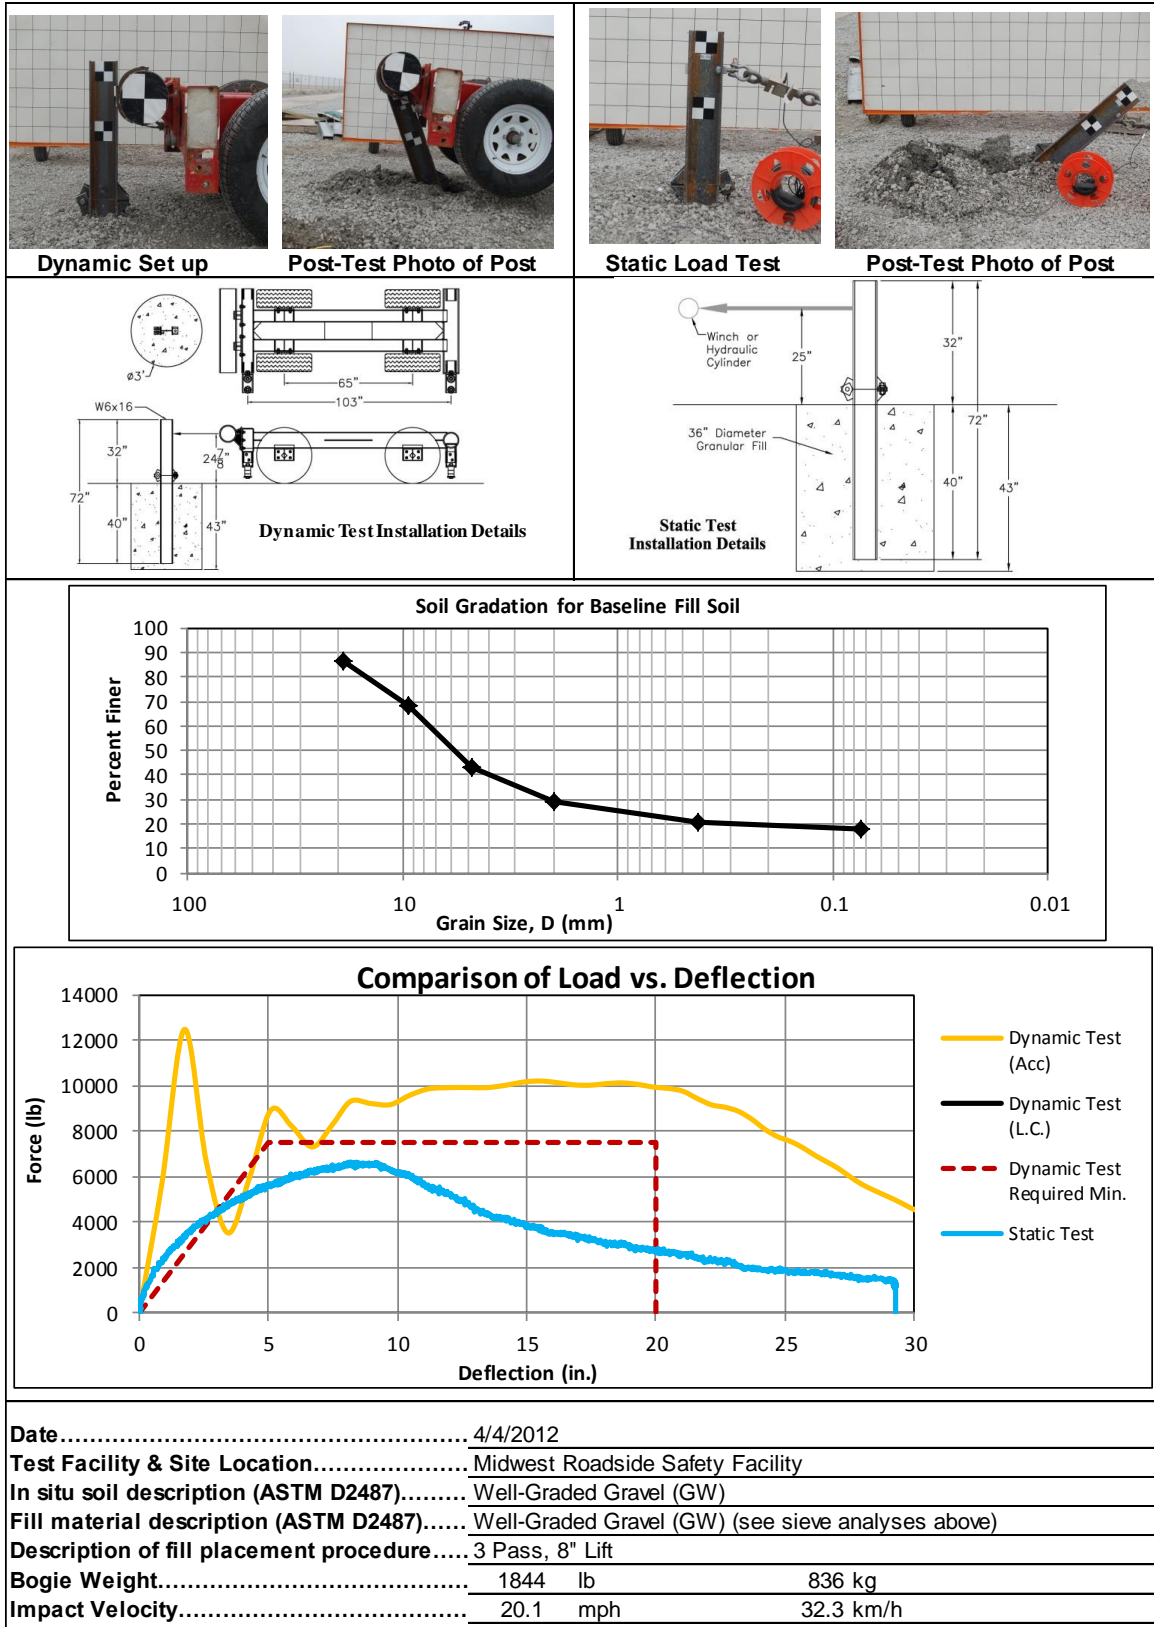 Dynamic Set up
Post-Test Photo of Post
Static Load Test
Post-Test Photo of Post
ø3'
65"
103"
W6x16
32"
24 7/8"
72"
40"
43"
Dynamic Test Installation Details
Winch or
Hydraulic
Cylinder
25"
32"
36" Diameter
Granular Fill
72"
40"
43"
Static Test
Installation Details
Soil Gradation for Baseline Fill Soil
Percent Finer
100
90
80
70
60
50
40
30
20
10
0
100
10
1
0.1
0.01
Grain Size, D (mm)
Comparison of Load vs. Deflection
Force (lb)
14000
12000
10000
8000
6000
4000
2000
0
0
5
10
15
20
25
30
Deflection (in.)
Dynamic Test
(Acc)
Dynamic Test
(L.C.)
Dynamic Test
Required Min.
Static Test
Date.................................................. 4/4/2012
Test Facility & Site Location.................... Midwest Roadside Safety Facility
In situ soil description (ASTM D2487)......... Well-Graded Gravel (GW)
Fill material description (ASTM D2487)...... Well-Graded Gravel (GW) (see sieve analyses above)
Description of fill placement procedure..... 3 Pass, 8" Lift
Bogie Weight...................................... 1844 lb 836 kg
Impact Velocity................................... 20.1 mph 32.3 km/h